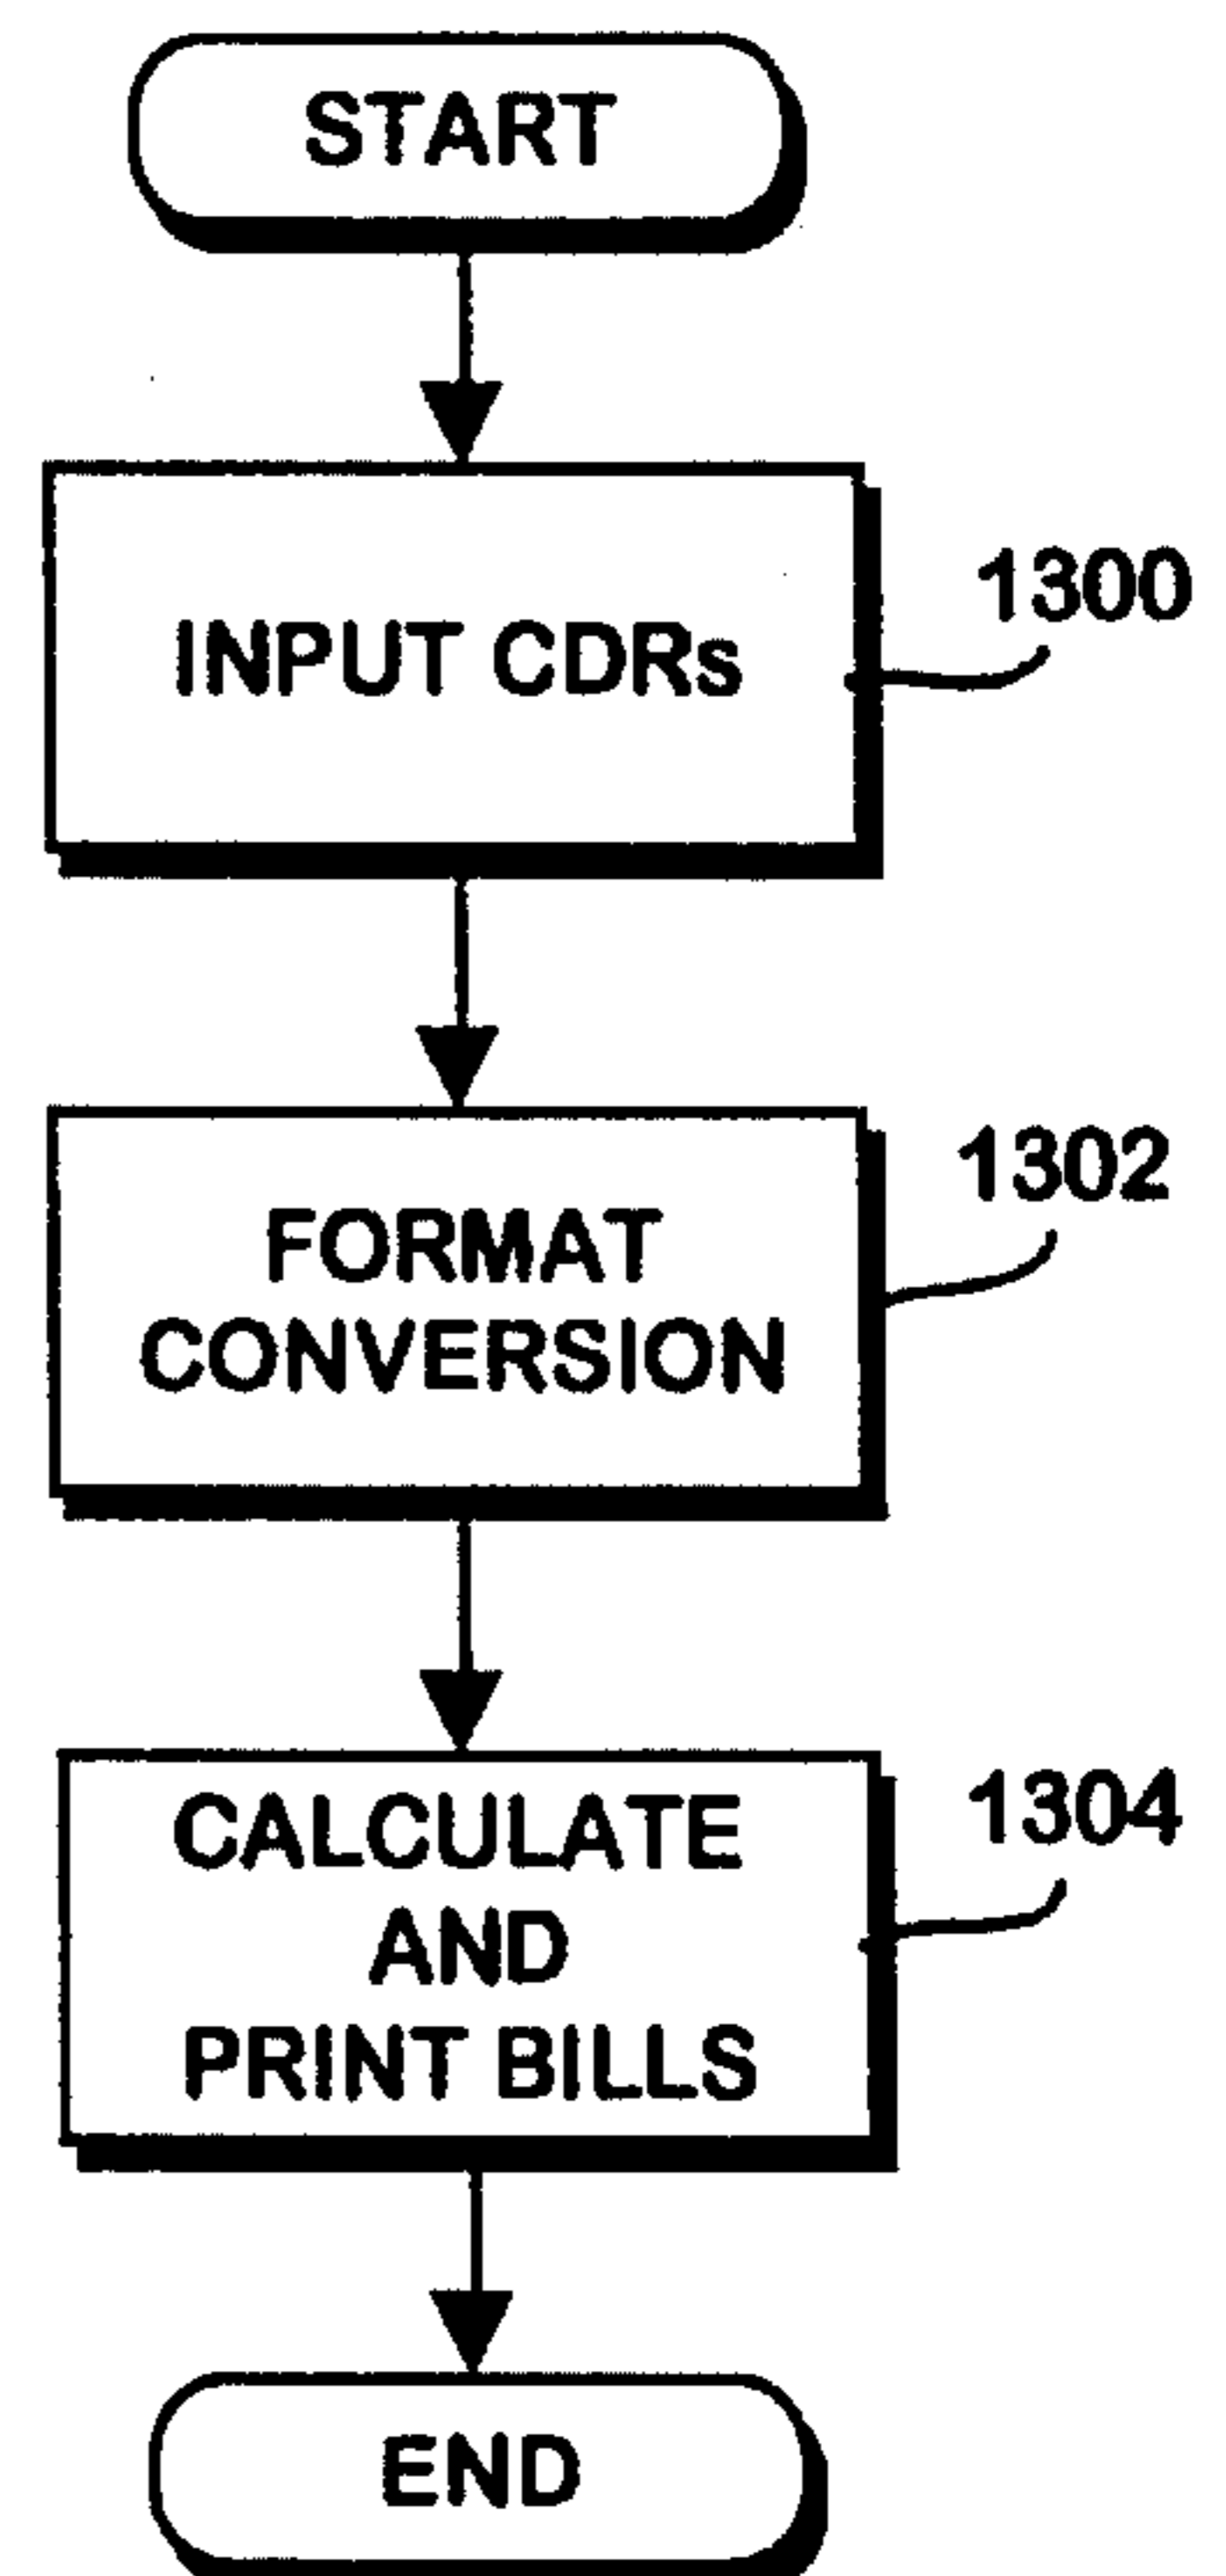 START
INPUT CDRs
1300
FORMAT
CONVERSION
1302
CALCULATE
AND
PRINT BILLS
1304
END